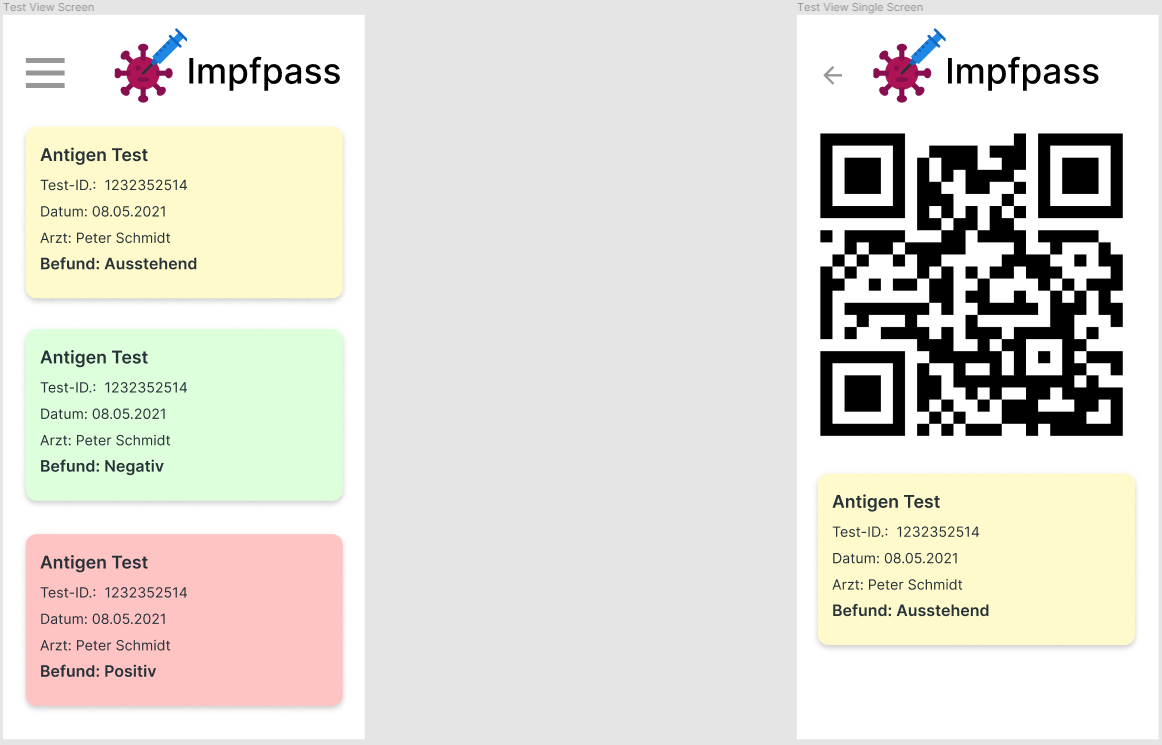 Test View Screen
Impfpass
Antigen Test
Test-ID.: 1232352514
Datum: 08.05.2021
Arzt: Peter Schmidt
Befund: Ausstehend
Antigen Test
Test-ID.: 1232352514
Datum: 08.05.2021
Arzt: Peter Schmidt
Befund: Negativ
Antigen Test
Test-ID.: 1232352514
Datum: 08.05.2021
Arzt: Peter Schmidt
Befund: Positiv
Test View Single Screen
Impfpass
Antigen Test
Test-ID.: 1232352514
Datum: 08.05.2021
Arzt: Peter Schmidt
Befund: Ausstehend